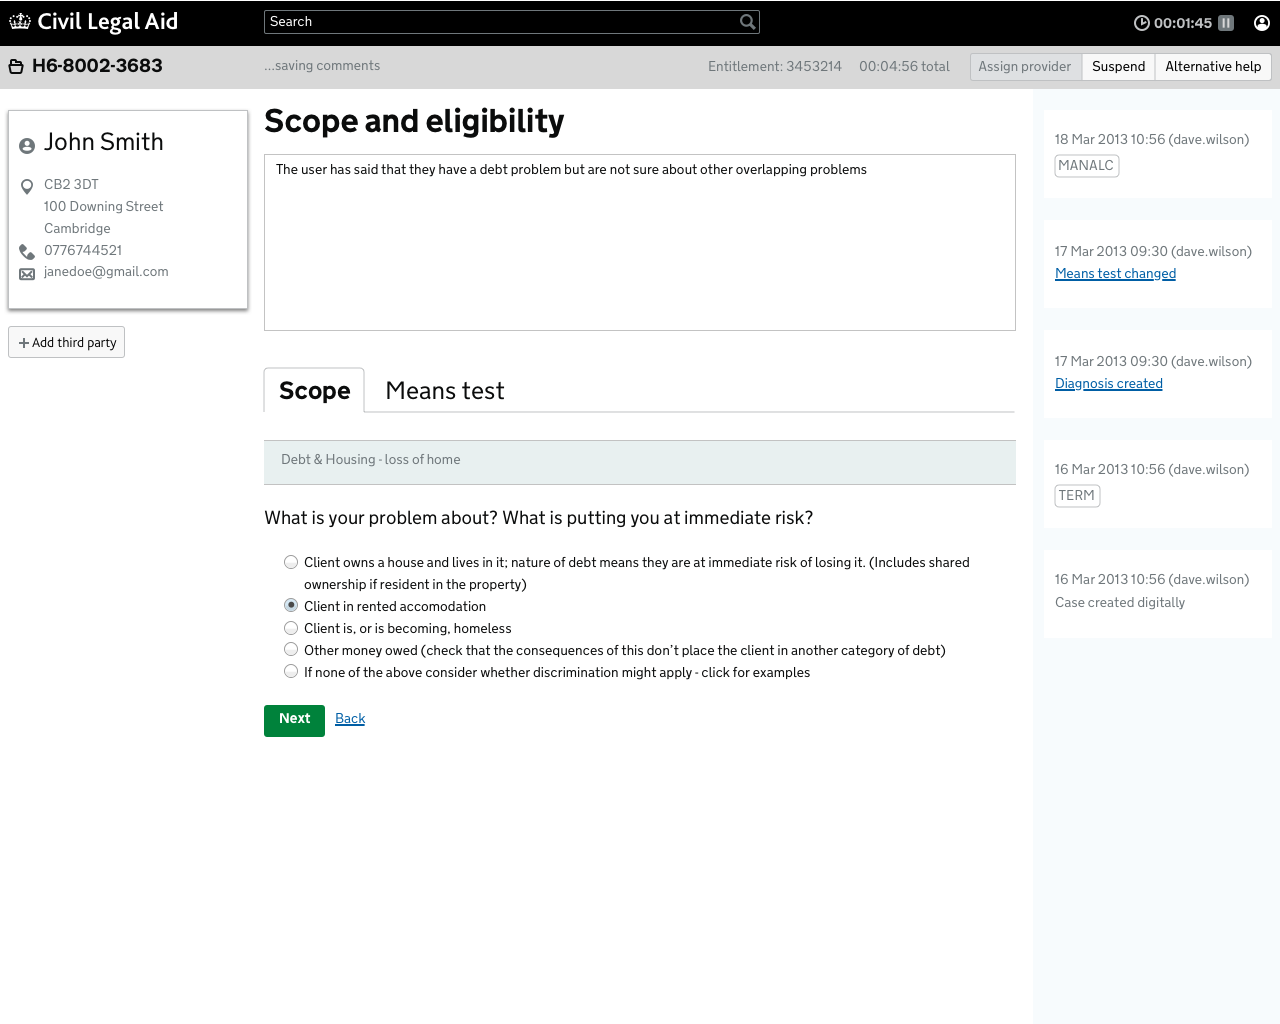 Civil Legal Aid
Search
00:01:45
H6-8002-3683
...saving comments
Entitlement: 3453214
00:04:56 total
Assign provider
Suspend
Alternative help
John Smith
CB2 3DT
100 Downing Street
Cambridge
0776744521
janedoe@gmail.com
Add third party
Scope and eligibility
The user has said that they have a debt problem but are not sure about other overlapping problems
Scope
Means test
Debt & Housing - loss of home
What is your problem about? What is putting you at immediate risk?
Client owns a house and lives in it; nature of debt means they are at immediate risk of losing it. (Includes shared
ownership if resident in the property)
Client in rented accomodation
Client is, or is becoming, homeless
Other money owed (check that the consequences of this don't place the client in another category of debt)
If none of the above consider whether discrimination might apply - click for examples
Next
Back
18 Mar 2013 10:56 (dave.wilson)
MANALC
17 Mar 2013 09:30 (dave.wilson)
Means test changed
17 Mar 2013 09:30 (dave.wilson)
Diagnosis created
16 Mar 2013 10:56 (dave.wilson)
TERM
16 Mar 2013 10:56 (dave.wilson)
Case created digitally